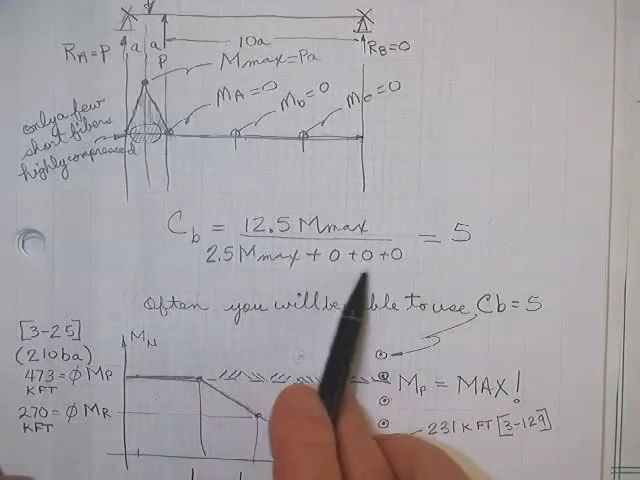 RA=P a a 10a RB=0
P
Mmax=Pa
MA=0 Mb=0 Mc=0
only a few
short fibers
highly compressed
Cb = 12.5 Mmax / 2.5 Mmax + 0 + 0 + 0 = 5
Often you will be able to use Cb = 5
[3-25] MN
(210ba)
473 = φMp Mp = MAX!
KFT
270 = φMR 231 KFT [3-129]
KFT